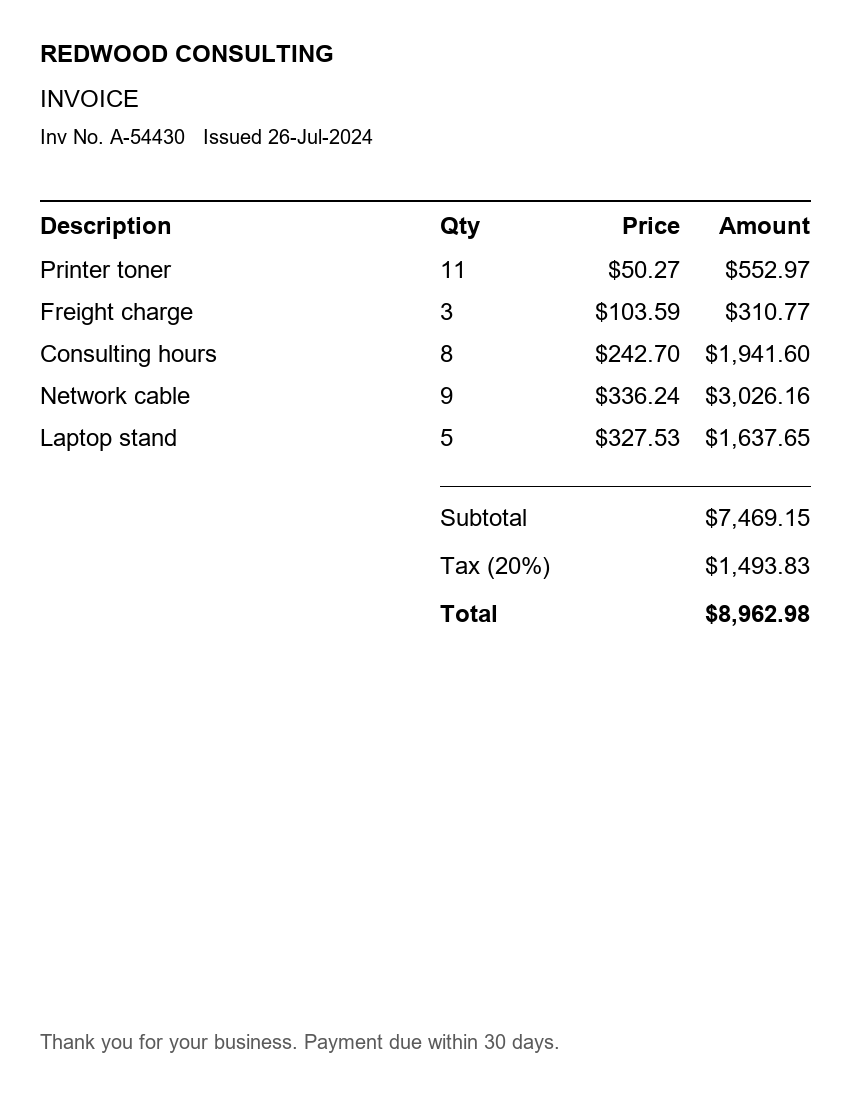 REDWOOD CONSULTING
INVOICE
Inv No. A-54430 Issued 26-Jul-2024
Description Qty Price Amount
Printer toner 11 $50.27 $552.97
Freight charge 3 $103.59 $310.77
Consulting hours 8 $242.70 $1,941.60
Network cable 9 $336.24 $3,026.16
Laptop stand 5 $327.53 $1,637.65
Subtotal $7,469.15
Tax (20%) $1,493.83
Total $8,962.98
Thank you for your business. Payment due within 30 days.